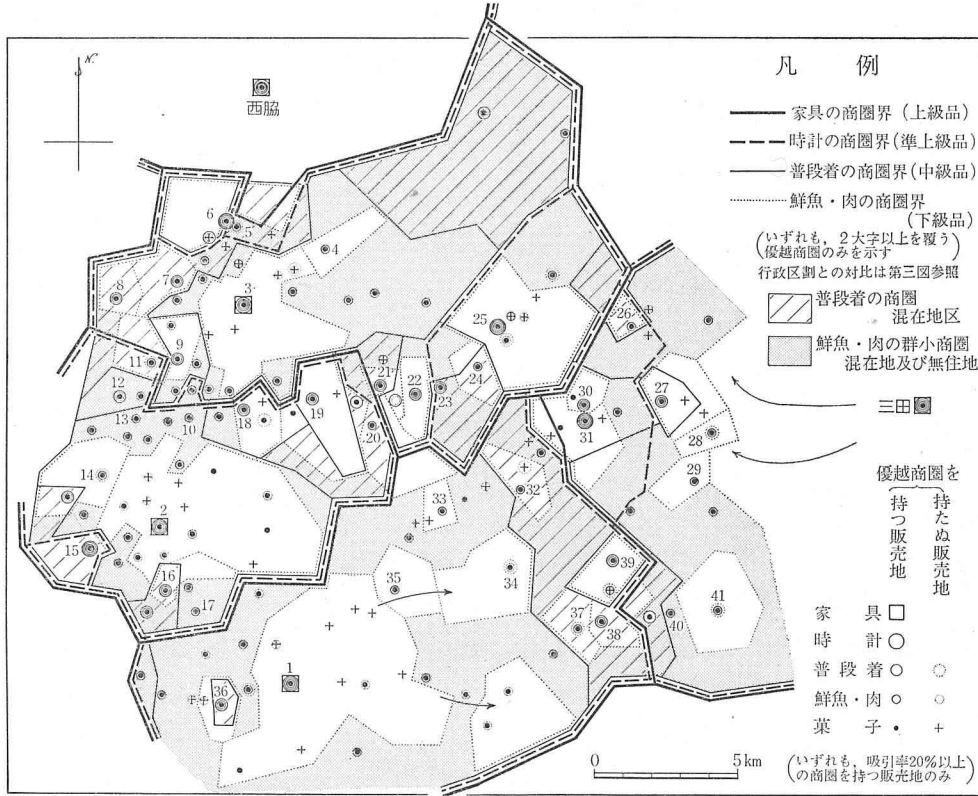 N.
西脇
凡 例
家具の商圏界(上級品)
時計の商圏界(準上級品)
普段着の商圏界(中級品)
鮮魚・肉の商圏界
(下級品)
(いずれも,2大字以上を覆う
優越商圏のみを示す)
行政区劃との対比は第三図参照
普段着の商圏
混在地区
鮮魚・肉の群小商圏
混在地及び無住地
三田
優越商圏を
持つ販売地
持たぬ販売地
家具
時計
普段着
鮮魚・肉
菓子
(いずれも,吸引率20%以上
の商圏を持つ販売地のみ)
0 5km
6
5
4
7
8
3
9
11
12
13
10
18
19
21
22
23
24
25
26
20
30
31
27
28
29
14
2
15
16
17
33
32
35
34
39
37
38
40
41
1
36